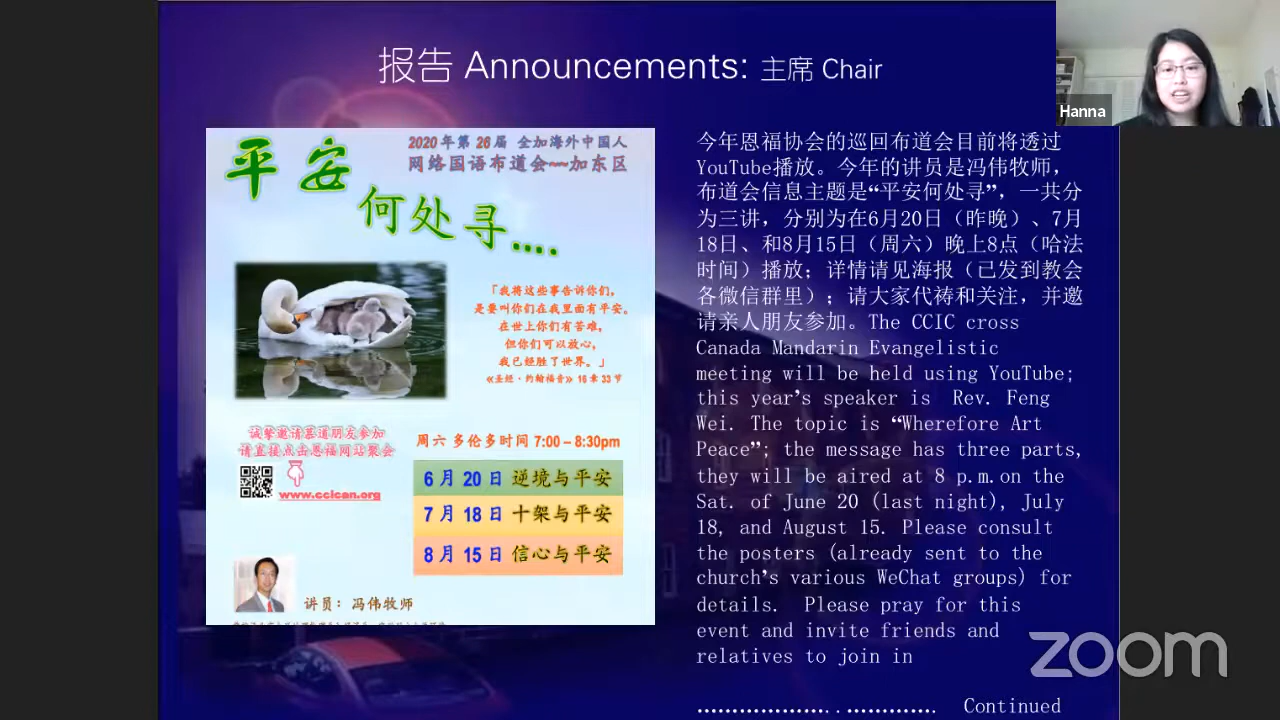 报告 Announcements: 主席 Chair
Hanna
平安
何处寻....
2020年第26届 全加海外中国人
网络国语布道会~~加东区
「我将这些事告诉你们,
是要叫你们在我里面有平安。
在世上你们有苦难,
但你们可以放心,
我已经胜了世界。」
《圣经·约翰福音》16章33节
诚挚邀请慕道朋友参加
请直接点击恩福网站聚会
www.ccican.org
周六 多伦多时间 7:00 – 8:30pm
6月20日 逆境与平安
7月18日 十架与平安
8月15日 信心与平安
讲员：冯伟牧师
今年恩福协会的巡回布道会目前将透过
YouTube播放。今年的讲员是冯伟牧师，
布道会信息主题是“平安何处寻”，一共分
为三讲，分别为在6月20日（昨晚）、7月
18日、和8月15日（周六）晚上8点（哈法
时间）播放；详情请见海报（已发到教会
各微信群里）；请大家代祷和关注，并邀
请亲人朋友参加。The CCIC cross
Canada Mandarin Evangelistic
meeting will be held using YouTube;
this year’s speaker is Rev. Feng
Wei. The topic is “Wherefore Art
Peace”; the message has three parts,
they will be aired at 8 p.m.on the
Sat. of June 20 (last night), July
18, and August 15. Please consult
the posters (already sent to the
church’s various WeChat groups) for
details. Please pray for this
event and invite friends and
relatives to join in
…………………..…………. Continued
zoom